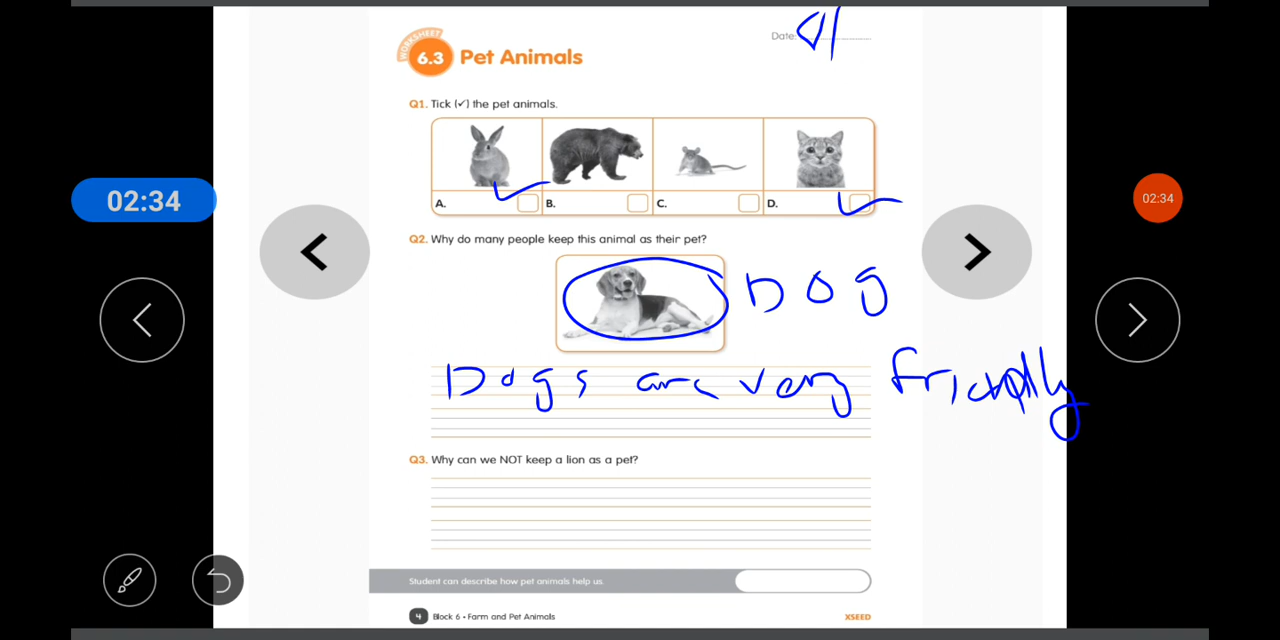 Date:
WORKSHEET
6.3 Pet Animals
Q1. Tick (✓) the pet animals.
A. B. C. D.
02:34
02:34
Q2. Why do many people keep this animal as their pet?
Dog
Dogs are very friendly
Q3. Why can we NOT keep a lion as a pet?
Student can describe how pet animals help us.
4 Block 6 • Farm and Pet Animals XSEED